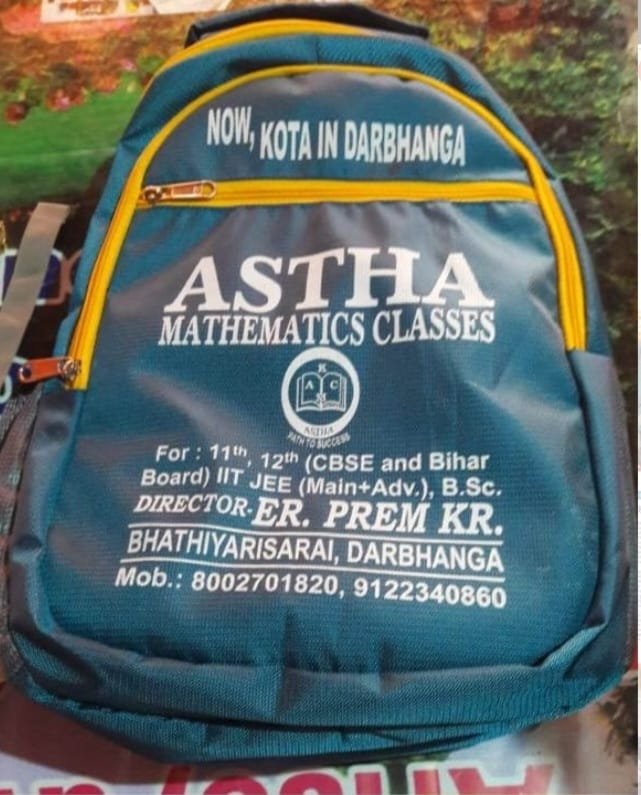 NOW, KOTA IN DARBHANGA
ASTHA
MATHEMATICS CLASSES
K
A C
M
ASTHA
PATH TO SUCCESS
For : 11th, 12th (CBSE and Bihar
Board) IIT JEE (Main+Adv.), B.Sc.
DIRECTOR-ER. PREM KR.
BHATHIYARISARAI, DARBHANGA
Mob.: 8002701820, 9122340860